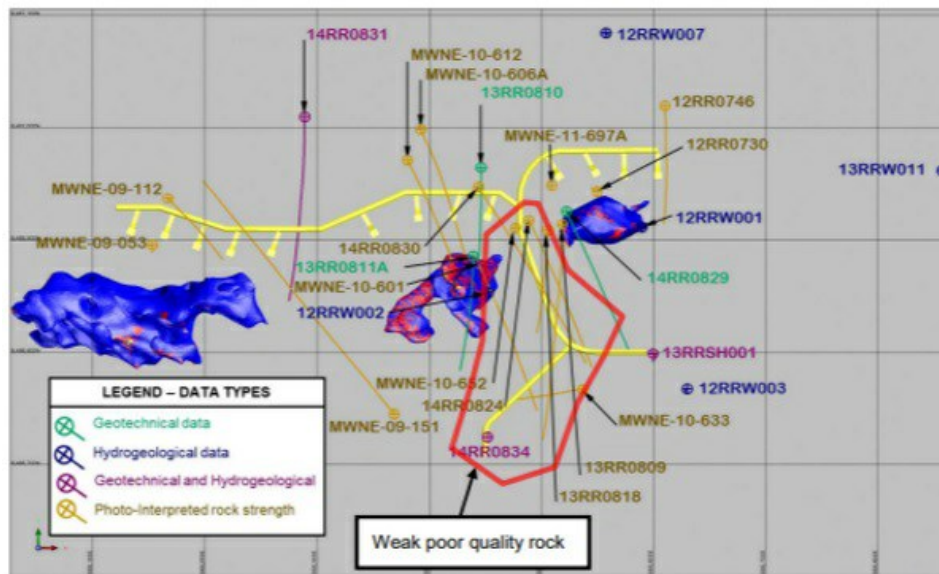 14RR0831
12RRW007
MWNE-10-612
MWNE-10-606A
13RR0810
12RR0746
MWNE-11-697A
12RR0730
13RRW011
MWNE-09-112
12RRW001
MWNE-09-053
14RR0830
13RR0811A
14RR0829
MWNE-10-601
12RRW002
13RRSH001
MWNE-10-652
12RRW003
14RR0824
MWNE-10-633
MWNE-09-151
14RR0834
13RR0809
13RR0818
LEGEND – DATA TYPES
Geotechnical data
Hydrogeological data
Geotechnical and Hydrogeological
Photo-Interpreted rock strength
Weak poor quality rock